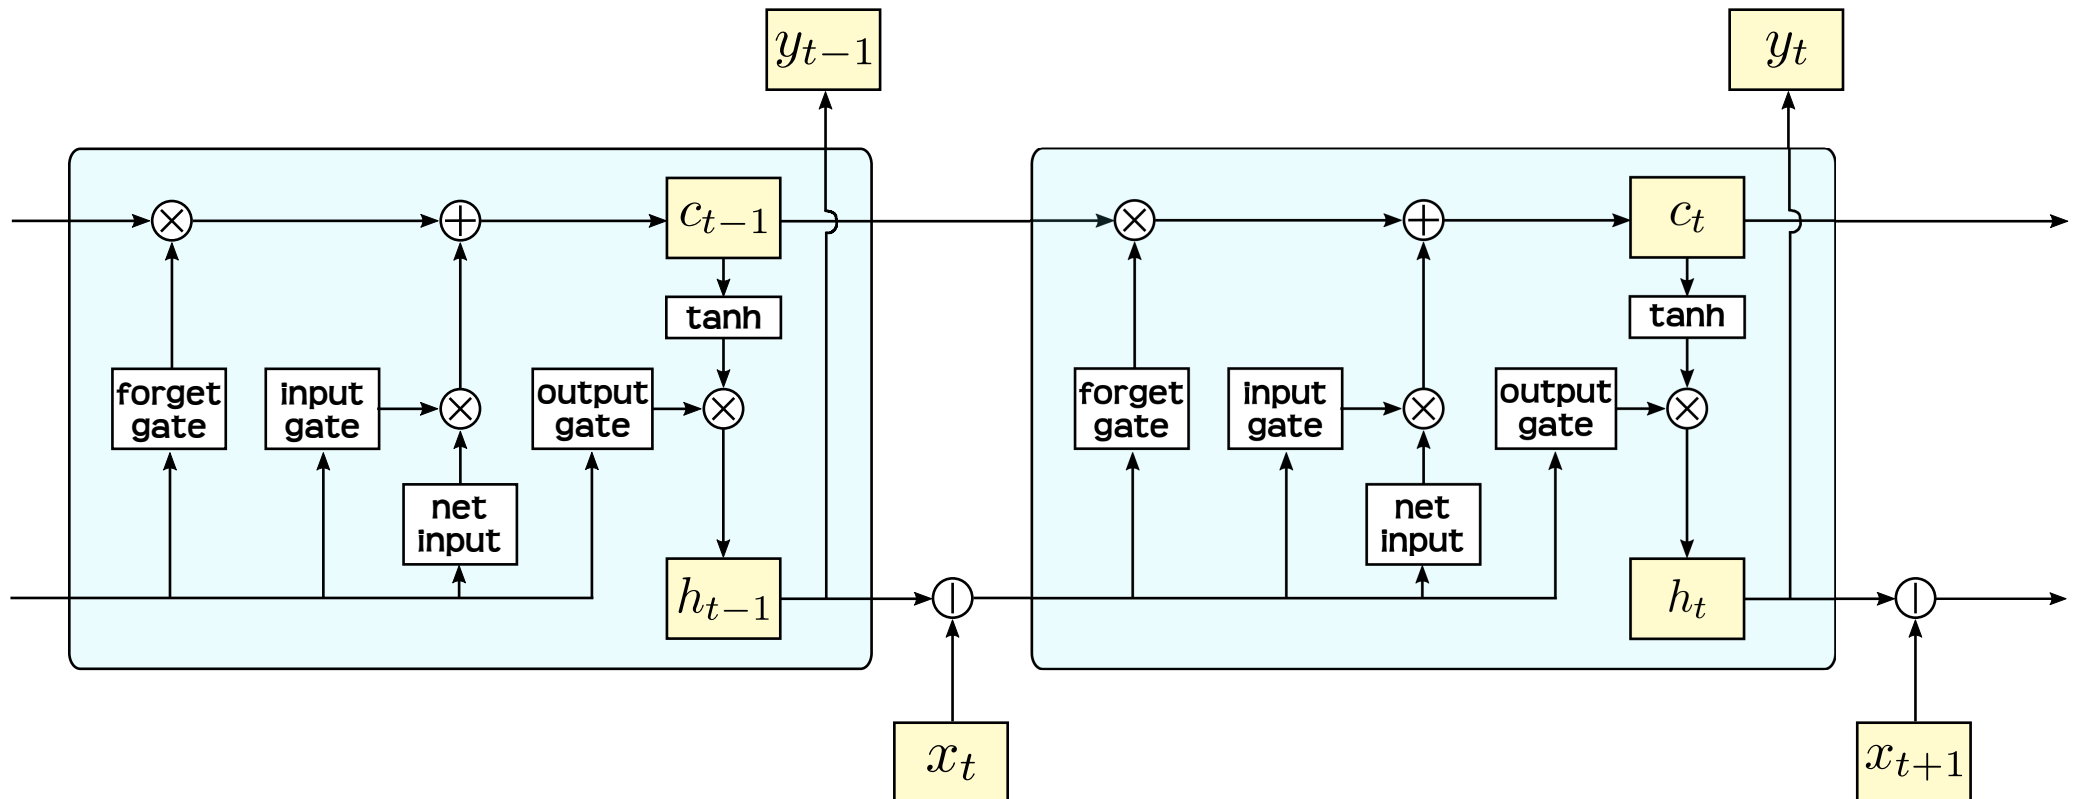 y_{t-1}
y_t
c_{t-1}
c_t
tanh
tanh
forget
gate
input
gate
output
gate
forget
gate
input
gate
output
gate
net
input
net
input
h_{t-1}
h_t
x_t
x_{t+1}